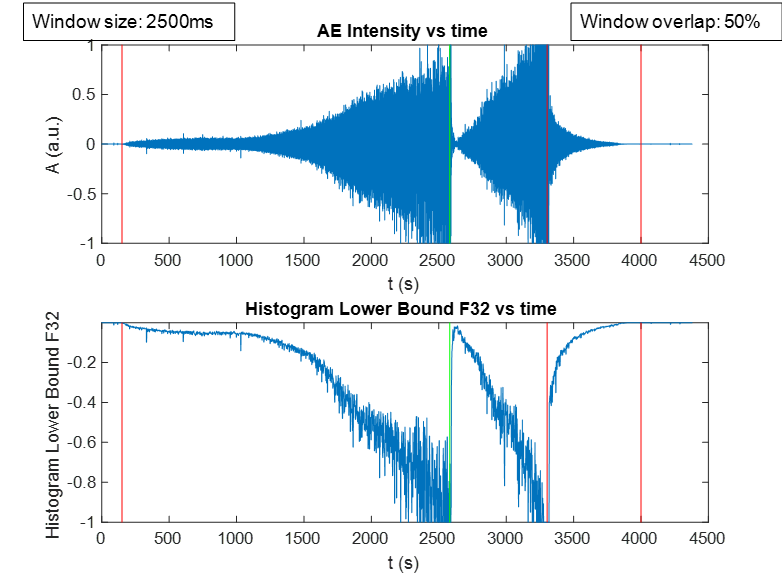 Window size: 2500ms
Window overlap: 50%
AE Intensity vs time
A (a.u.)
1
0.5
0
-0.5
-1
0 500 1000 1500 2000 2500 3000 3500 4000 4500
t (s)
Histogram Lower Bound F32 vs time
Histogram Lower Bound F32
-0.2
-0.4
-0.6
-0.8
-1
0 500 1000 1500 2000 2500 3000 3500 4000 4500
t (s)